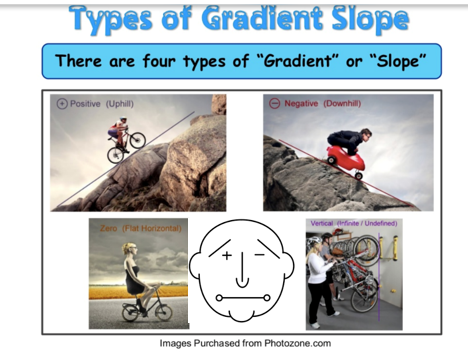 Types of Gradient Slope
There are four types of “Gradient” or “Slope”
+ Positive (Uphill)
− Negative (Downhill)
Zero (Flat Horizontal)
Vertical (Infinite / Undefined)
+ −
Images Purchased from Photozone.com